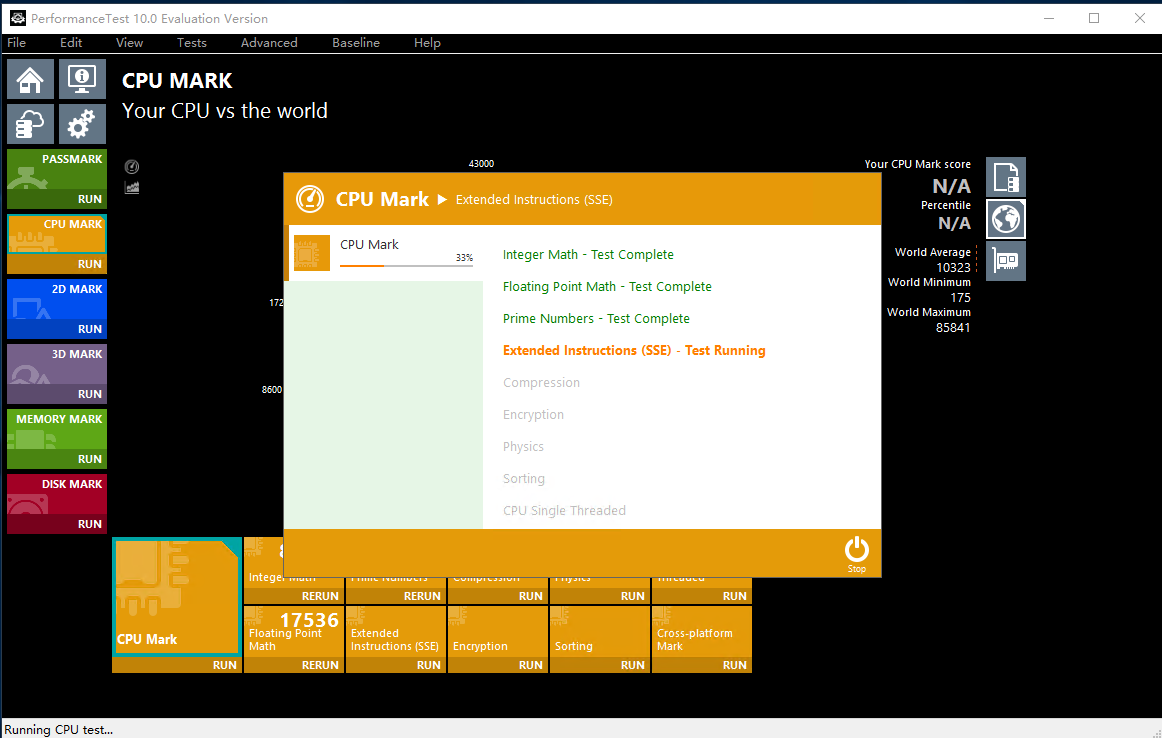 PerformanceTest 10.0 Evaluation Version
File Edit View Tests Advanced Baseline Help
CPU MARK
Your CPU vs the world
PASSMARK
RUN
CPU MARK
RUN
2D MARK
RUN
3D MARK
RUN
MEMORY MARK
RUN
DISK MARK
RUN
43000
8600
Your CPU Mark score
N/A
Percentile
N/A
World Average
10323
World Minimum
175
World Maximum
85841
CPU Mark Extended Instructions (SSE)
CPU Mark
33%
Integer Math - Test Complete
Floating Point Math - Test Complete
Prime Numbers - Test Complete
Extended Instructions (SSE) - Test Running
Compression
Encryption
Physics
Sorting
CPU Single Threaded
Stop
CPU Mark
RUN
Integer Math
RERUN
Prime Numbers
RERUN
Compression
RUN
Physics
RUN
Threaded
RUN
17536
Floating Point
Math
RERUN
Extended
Instructions (SSE)
RUN
Encryption
RUN
Sorting
RUN
Cross-platform
Mark
RUN
Running CPU test...